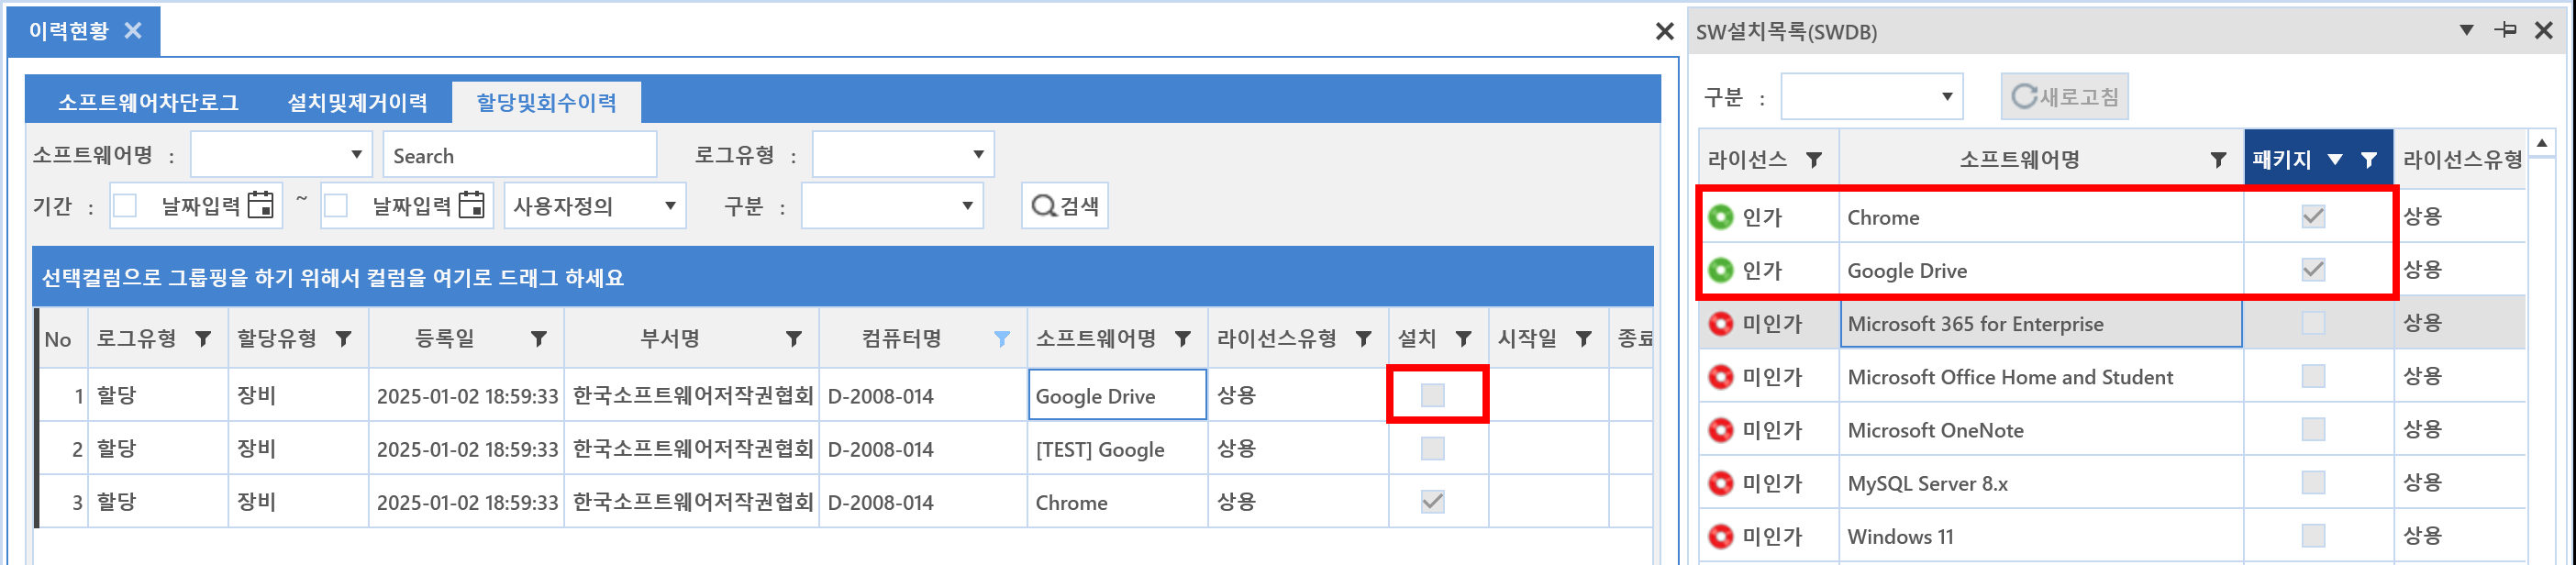 이력현황
소프트웨어차단로그 설치및제거이력 할당및회수이력
소프트웨어명 : Search 로그유형 :
기간 : 날짜입력 ~ 날짜입력 사용자정의 구분 : 검색
선택컬럼으로 그룹핑을 하기 위해서 컬럼을 여기로 드래그 하세요
No 로그유형 할당유형 등록일 부서명 컴퓨터명 소프트웨어명 라이선스유형 설치 시작일 종료
1 할당 장비 2025-01-02 18:59:33 한국소프트웨어저작권협회 D-2008-014 Google Drive 상용
2 할당 장비 2025-01-02 18:59:33 한국소프트웨어저작권협회 D-2008-014 [TEST] Google 상용
3 할당 장비 2025-01-02 18:59:33 한국소프트웨어저작권협회 D-2008-014 Chrome 상용
SW설치목록(SWDB)
구분 : 새로고침
라이선스 소프트웨어명 패키지 라이선스유형
인가 Chrome 상용
인가 Google Drive 상용
미인가 Microsoft 365 for Enterprise 상용
미인가 Microsoft Office Home and Student 상용
미인가 Microsoft OneNote 상용
미인가 MySQL Server 8.x 상용
미인가 Windows 11 상용